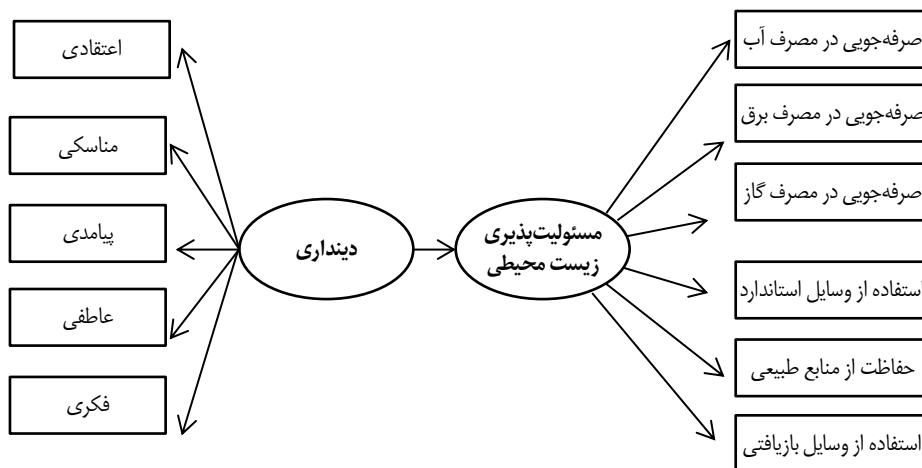 صرفه‌جویی در مصرف آب
صرفه‌جویی در مصرف برق
صرفه‌جویی در مصرف گاز
استفاده از وسایل استاندارد
حفاظت از منابع طبیعی
استفاده از وسایل بازیافتی
مسئولیت‌پذیری
زیست محیطی
دینداری
اعتقادی
مناسکی
پیامدی
عاطفی
فکری